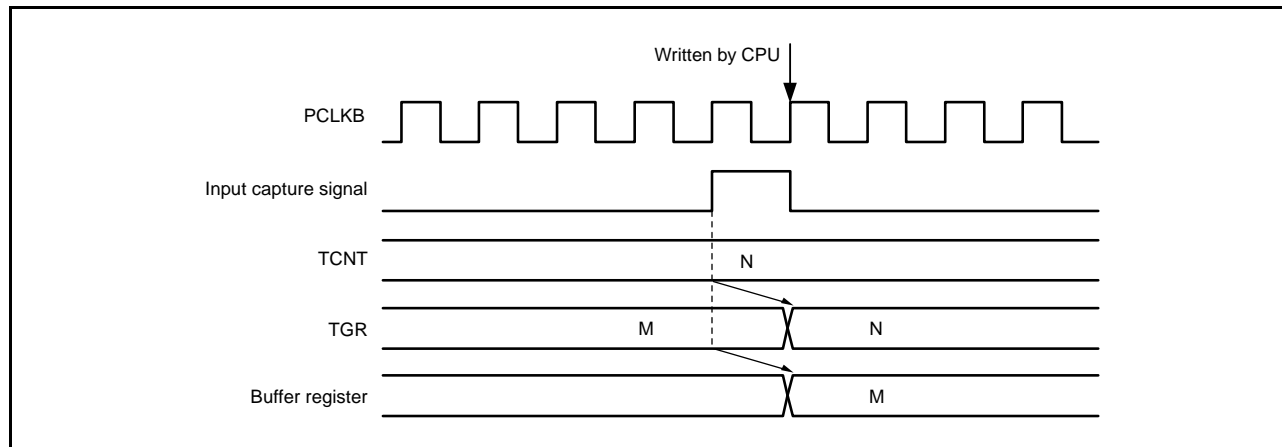 Written by CPU
PCLKB
Input capture signal
TCNT
N
TGR
M
N
Buffer register
M